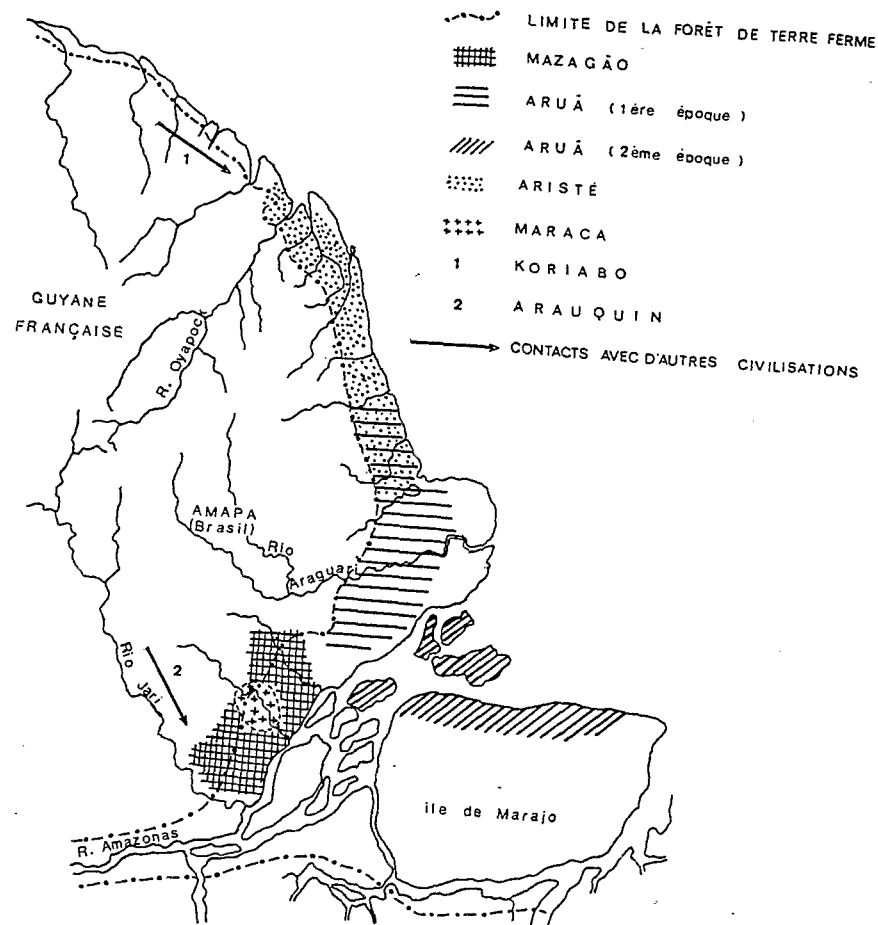 LIMITE DE LA FORÊT DE TERRE FERME
MAZAGÃO
ARUÃ (1ère époque)
ARUÃ (2ème époque)
ARISTÉ
MARACA
1 KORIABO
2 ARAUQUIN
CONTACTS AVEC D'AUTRES CIVILISATIONS
1
GUYANE
FRANÇAISE
R. Oyapock
AMAPA
(Brasil)
Rio
Araguari
Rio Jari
2
ile de Marajo
R. Amazonas